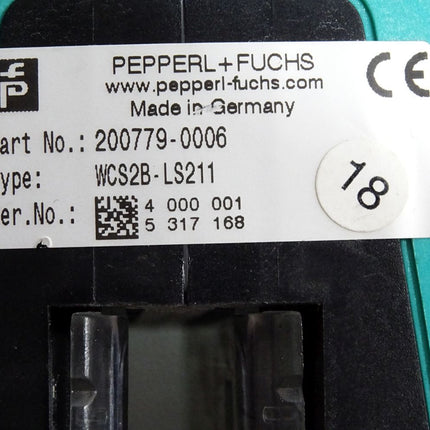 PEPPERL+FUCHS
www.pepperl-fuchs.com
Made in Germany
CE
fp
art No.: 200779-0006
ype: WCS2B-LS211
er.No.: 4 000 001
5 317 168
18